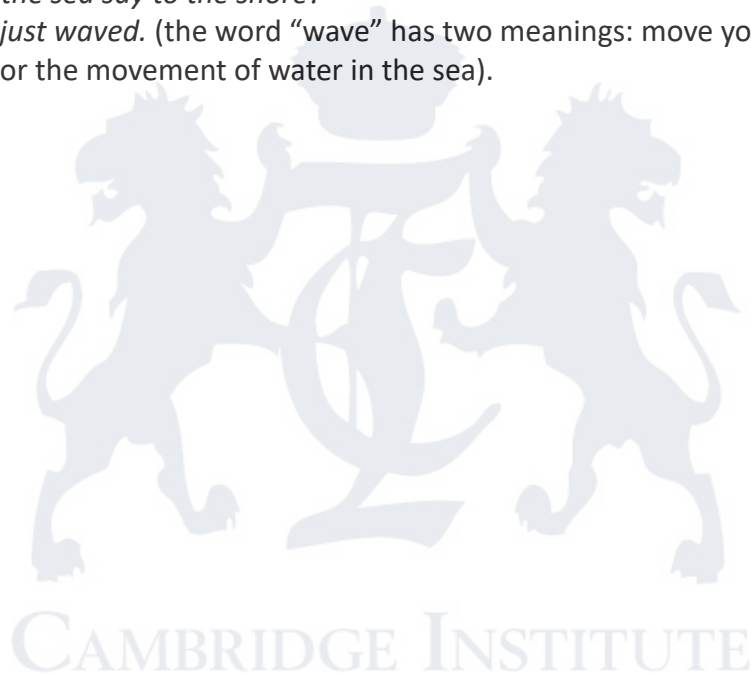 the sea say to the shore?
just waved. (the word “wave” has two meanings: move yo
or the movement of water in the sea).
CAMBRIDGE INSTITUTE